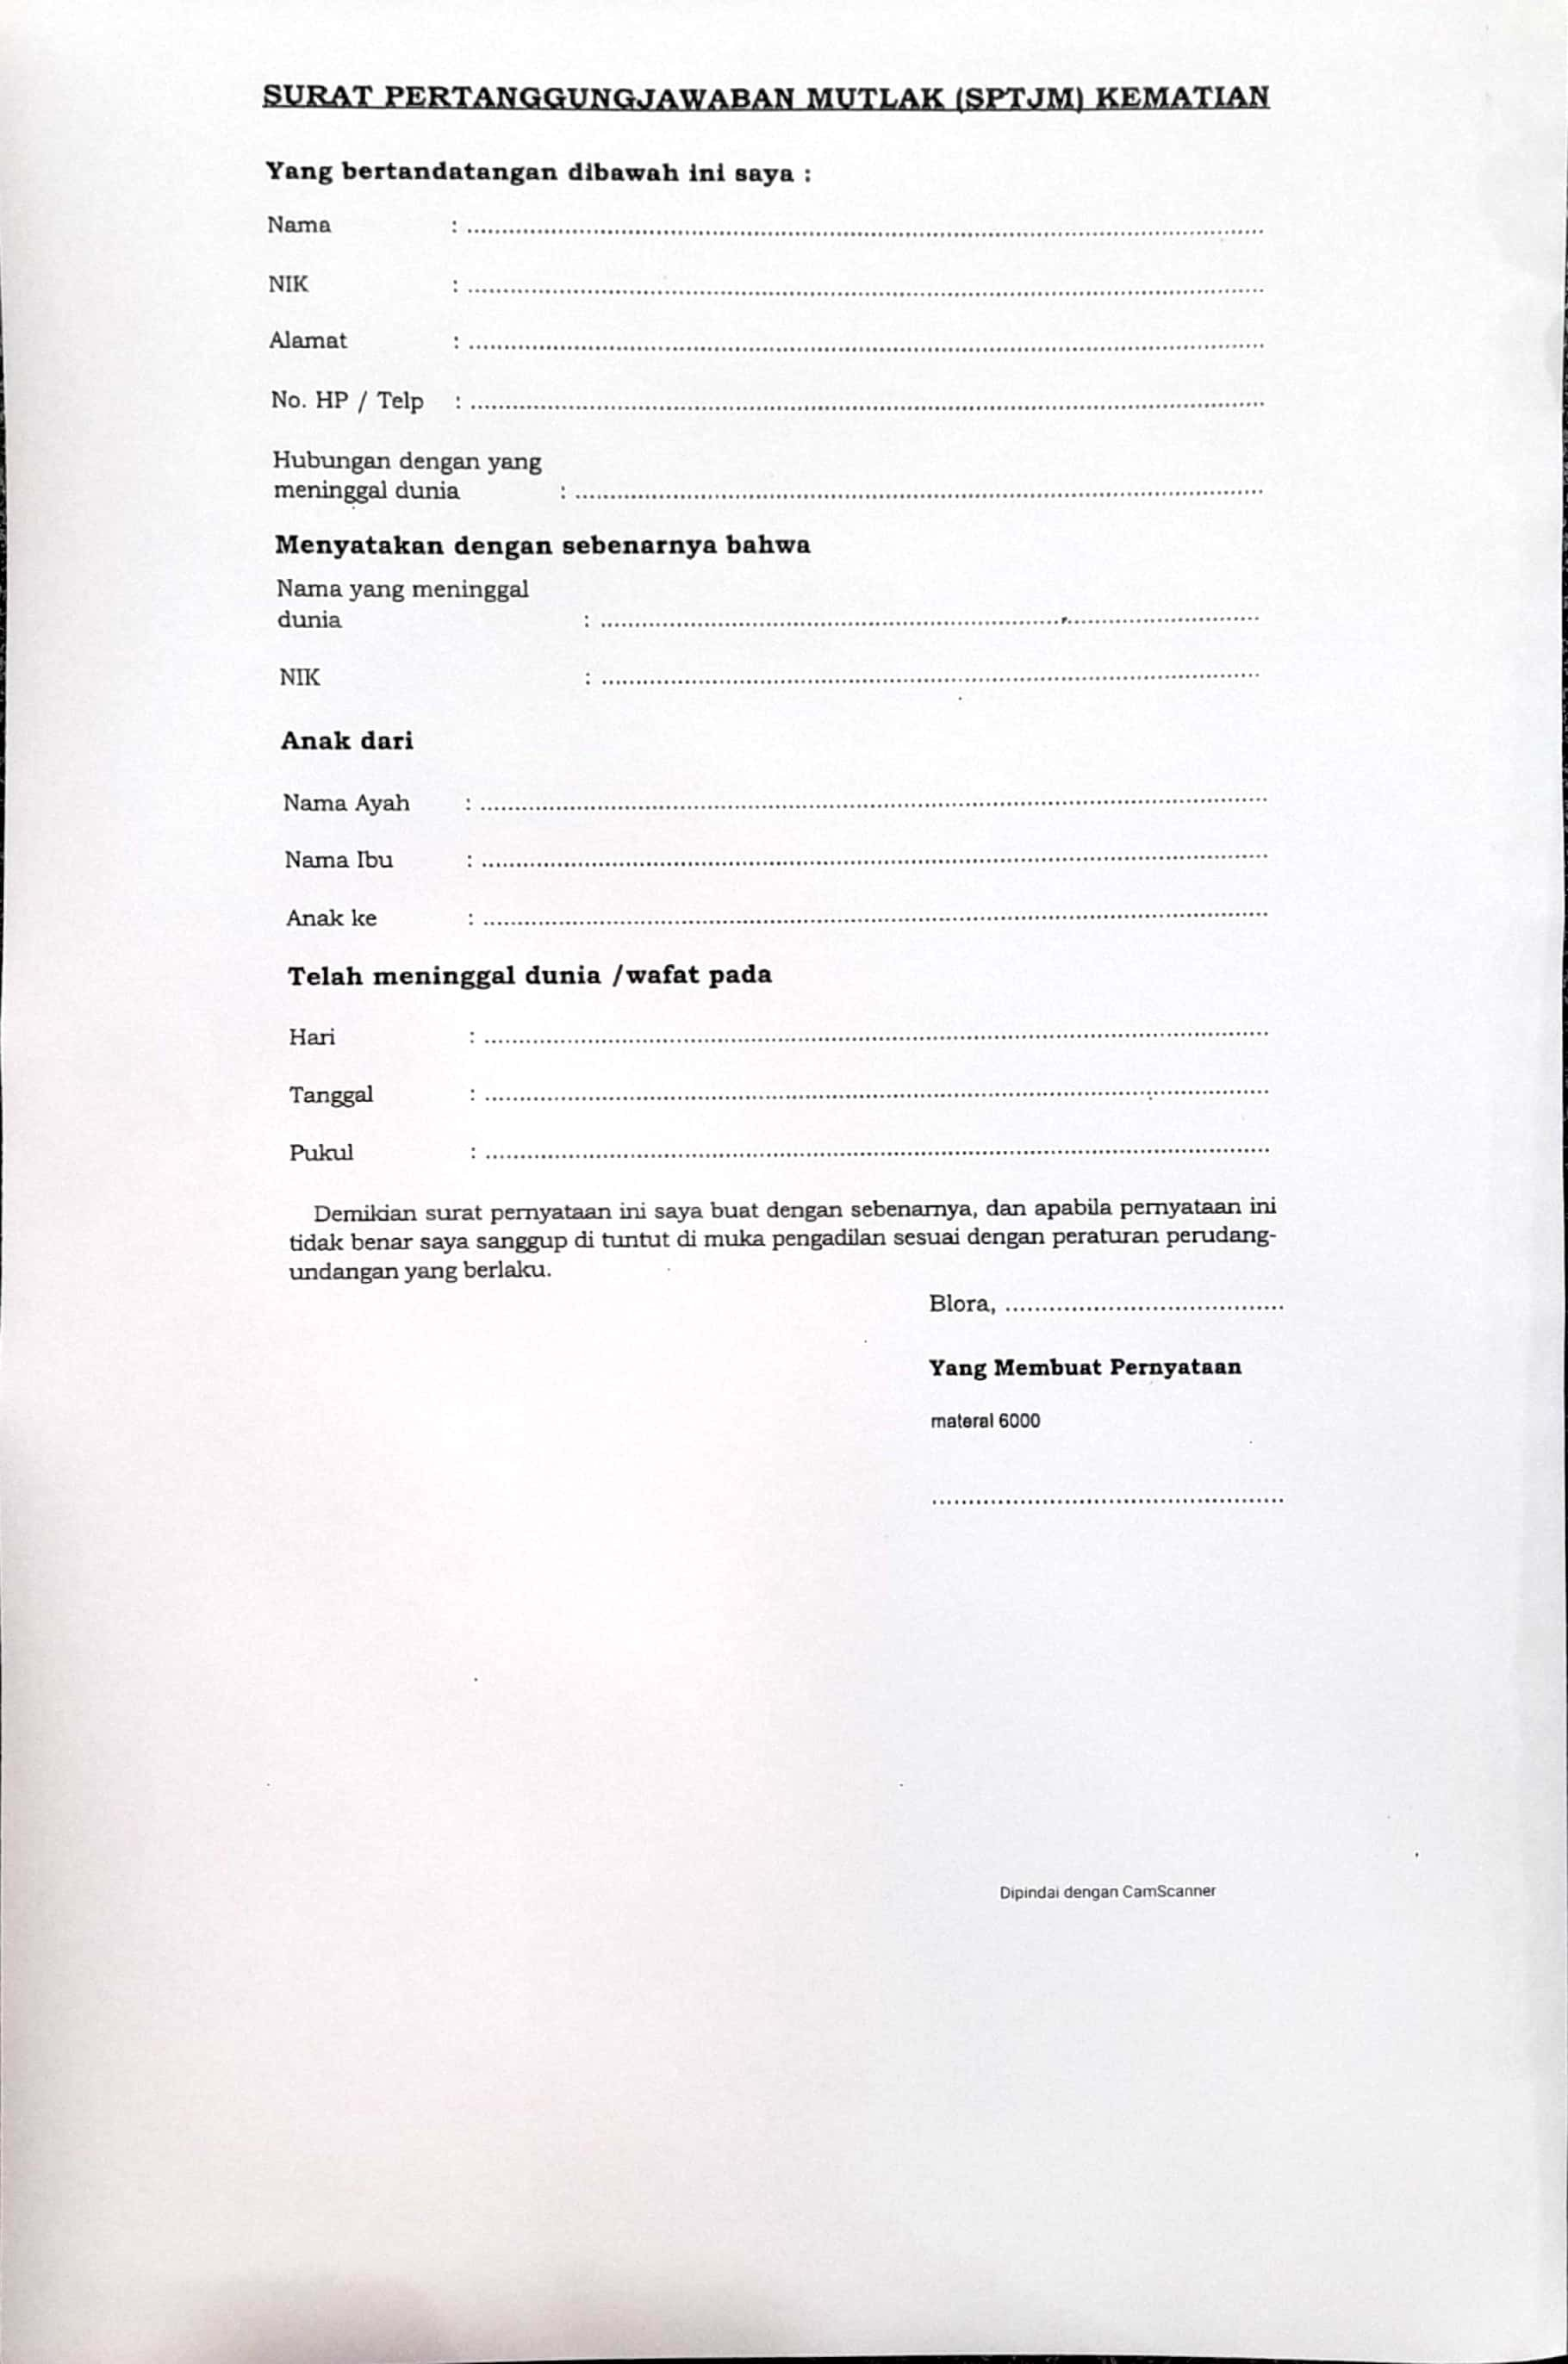 SURAT PERTANGGUNGJAWABAN MUTLAK (SPTJM) KEMATIAN
Yang bertandatangan dibawah ini saya :
Nama : ................................................
NIK : ................................................
Alamat : ................................................
No. HP / Telp : ................................................
Hubungan dengan yang
meninggal dunia : ................................................
Menyatakan dengan sebenarnya bahwa
Nama yang meninggal
dunia : ................................................
NIK : ................................................
Anak dari
Nama Ayah : ................................................
Nama Ibu : ................................................
Anak ke : ................................................
Telah meninggal dunia /wafat pada
Hari : ................................................
Tanggal : ................................................
Pukul : ................................................
Demikian surat pernyataan ini saya buat dengan sebenarnya, dan apabila pernyataan ini
tidak benar saya sanggup di tuntut di muka pengadilan sesuai dengan peraturan perudang-
undangan yang berlaku.
Blora, ................................
Yang Membuat Pernyataan
materal 6000
................................
Dipindai dengan CamScanner